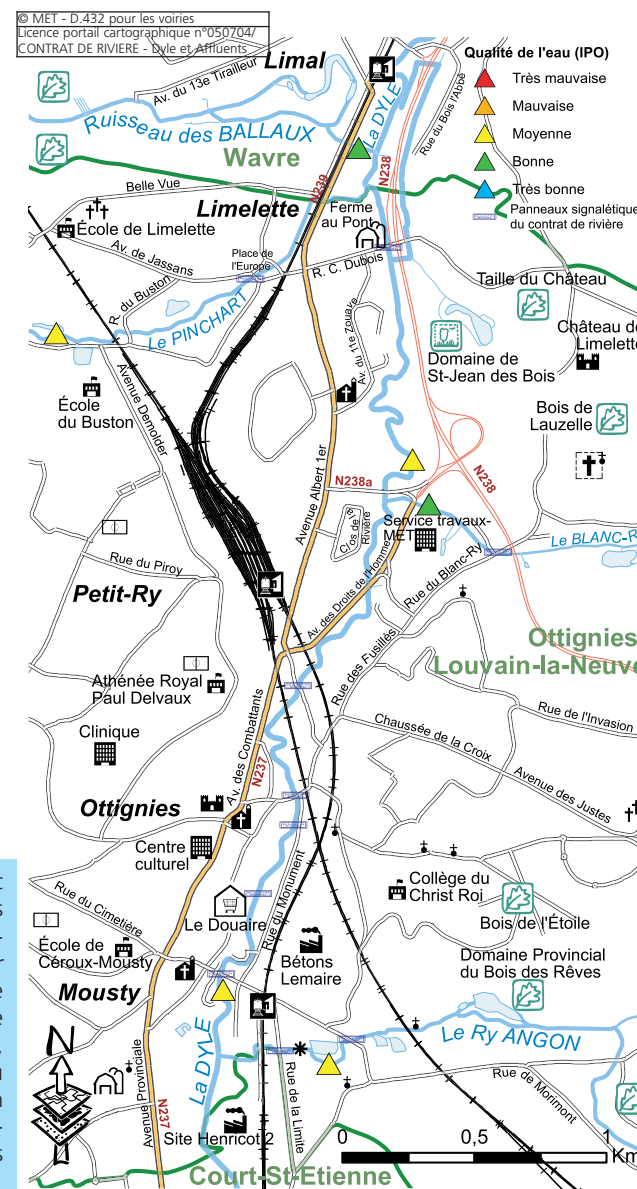 © MET - D.432 pour les voiries
Licence portail cartographique n°050704/
CONTRAT DE RIVIERE - Dyle et Affluents
Limal
Qualité de l'eau (IPO)
Très mauvaise
Mauvaise
Moyenne
Bonne
Très bonne
Panneaux signalétique
du contrat de rivière
Av. du 13e Tirailleur
La DYLE
Rue du Bois l'Abbé
Ruisseau des BALLAUX
Wavre
N238
N239
Belle Vue
Limelette
Ferme
au Pont
École de Limelette
Av. de Jassans
Place de
l'Europe
R. C. Dubois
Taille du Château
R. du Buston
Le PINCHART
Av. du 11e Zouave
Château de
Limelette
Domaine de
St-Jean des Bois
Avenue Demolder
École
du Buston
Bois de
Lauzelle
Avenue Albert 1er
N238a
N238
Clos de la
Rivière
Service travaux-
MET
Le BLANC-R
Rue du Piroy
Av. des Droits de l'Homme
Rue du Blanc-Ry
Petit-Ry
Ottignies
Louvain-la-Neuve
Rue des Fusillés
Athénée Royal
Paul Delvaux
Rue de l'Invasion
Clinique
Av. des Combattants
Chaussée de la Croix
N237
Avenue des Justes
Ottignies
Centre
culturel
Rue du Monument
Collège du
Christ Roi
Rue du Cimetière
Le Douaire
Bois de l'Étoile
École de
Céroux-Mousty
Bétons
Lemaire
Domaine Provincial
du Bois des Rêves
Mousty
N
La DYLE
Le Ry ANGON
Avenue Provinciale
Rue de la Limite
Rue de Morimont
N237
Site Henricot 2
0 0,5 1
Km
Court-St-Etienne